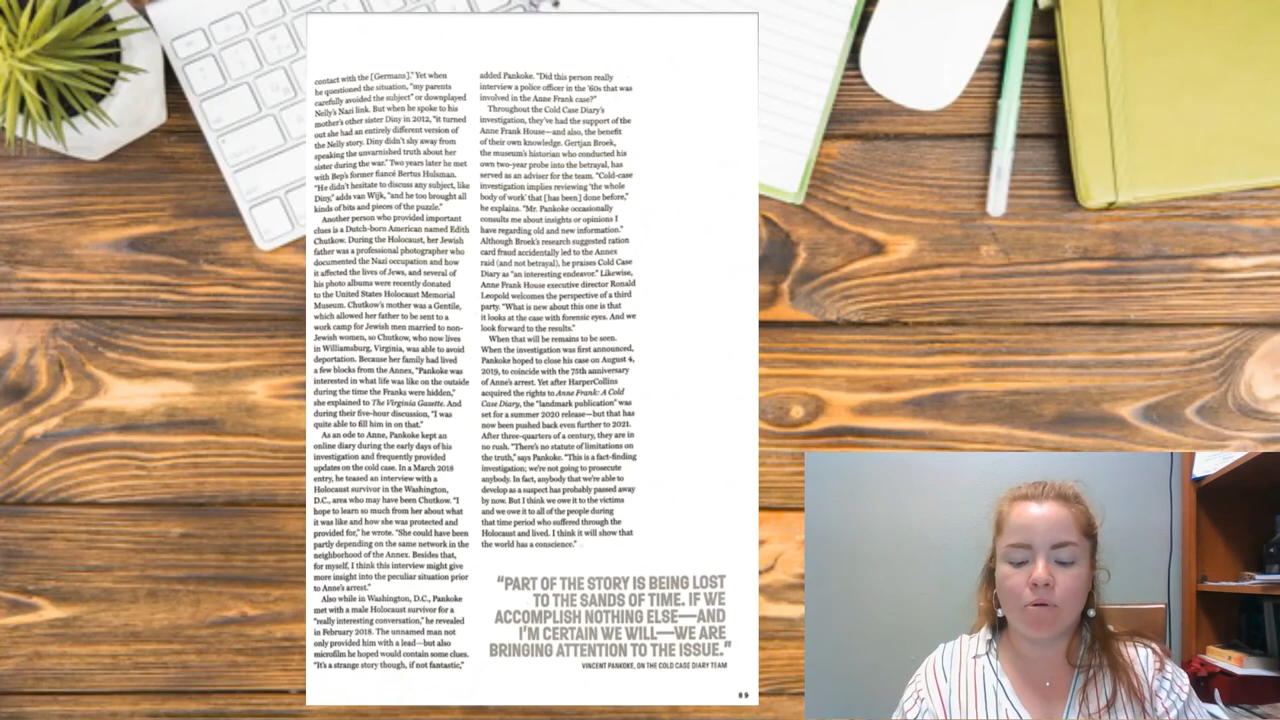 contact with the [Germans]." Yet when
he questioned the situation, "my parents
carefully avoided the subject" or downplayed
Nelly's Nazi link. But when he spoke to his
mother's other sister Diny in 2012, "it turned
out she had an entirely different version of
the Nelly story. Diny didn't shy away from
speaking the unvarnished truth about her
sister during the war." Two years later he met
with Bep's former fiancé Bertus Hulsman.
"He didn't hesitate to discuss any subject, like
Diny," adds van Wijk, "and he too brought all
kinds of bits and pieces of the puzzle."
Another person who provided important
clues is a Dutch-born American named Edith
Chutkow. During the Holocaust, her Jewish
father was a professional photographer who
documented the Nazi occupation and how
it affected the lives of Jews, and several of
his photo albums were recently donated
to the United States Holocaust Memorial
Museum. Chutkow's mother was a Gentile,
which allowed her father to be sent to a
work camp for Jewish men married to non-
Jewish women, so Chutkow, who now lives
in Williamsburg, Virginia, was able to avoid
deportation. Because her family had lived
a few blocks from the Annex, "Pankoke was
interested in what life was like on the outside
during the time the Franks were hidden,"
she explained to The Virginia Gazette. And
during their five-hour discussion, "I was
quite able to fill him in on that."
As an ode to Anne, Pankoke kept an
online diary during the early days of his
investigation and frequently provided
updates on the cold case. In a March 2018
entry, he teased an interview with a
Holocaust survivor in the Washington,
D.C., area who may have been Chutkow. "I
hope to learn so much from her about what
it was like and how she was protected and
provided for," he wrote. "She could have been
partly depending on the same network in the
neighborhood of the Annex. Besides that,
for myself, I think this interview might give
more insight into the peculiar situation prior
to Anne's arrest."
Also while in Washington, D.C., Pankoke
met with a male Holocaust survivor for a
"really interesting conversation," he revealed
in February 2018. The unnamed man not
only provided him with a lead—but also
microfilm he hoped would contain some clues.
"It's a strange story though, if not fantastic,"
added Pankoke. "Did this person really
interview a police officer in the '60s that was
involved in the Anne Frank case?"
Throughout the Cold Case Diary's
investigation, they've had the support of the
Anne Frank House—and also, the benefit
of their own knowledge. Gertjan Broek,
the museum's historian who conducted his
own two-year probe into the betrayal, has
served as an adviser for the team. "Cold-case
investigation implies reviewing 'the whole
body of work' that [has been] done before,"
he explains. "Mr. Pankoke occasionally
consults me about insights or opinions I
have regarding old and new information."
Although Broek's research suggested ration
card fraud accidentally led to the Annex
raid (and not betrayal), he praises Cold Case
Diary as "an interesting endeavor." Likewise,
Anne Frank House executive director Ronald
Leopold welcomes the perspective of a third
party. "What is new about this one is that
it looks at the case with forensic eyes. And we
look forward to the results."
When that will be remains to be seen.
When the investigation was first announced,
Pankoke hoped to close his case on August 4,
2019, to coincide with the 75th anniversary
of Anne's arrest. Yet after HarperCollins
acquired the rights to Anne Frank: A Cold
Case Diary, the "landmark publication" was
set for a summer 2020 release—but that has
now been pushed back even further to 2021.
After three-quarters of a century, they are in
no rush. "There's no statute of limitations on
the truth," says Pankoke. "This is a fact-finding
investigation; we're not going to prosecute
anybody. In fact, anybody that we're able to
develop as a suspect has probably passed away
by now. But I think we owe it to the victims
and we owe it to all of the people during
that time period who suffered through the
Holocaust and lived. I think it will show that
the world has a conscience."
"PART OF THE STORY IS BEING LOST
TO THE SANDS OF TIME. IF WE
ACCOMPLISH NOTHING ELSE—AND
I'M CERTAIN WE WILL—WE ARE
BRINGING ATTENTION TO THE ISSUE."
VINCENT PANKOKE, ON THE COLD CASE DIARY TEAM
89